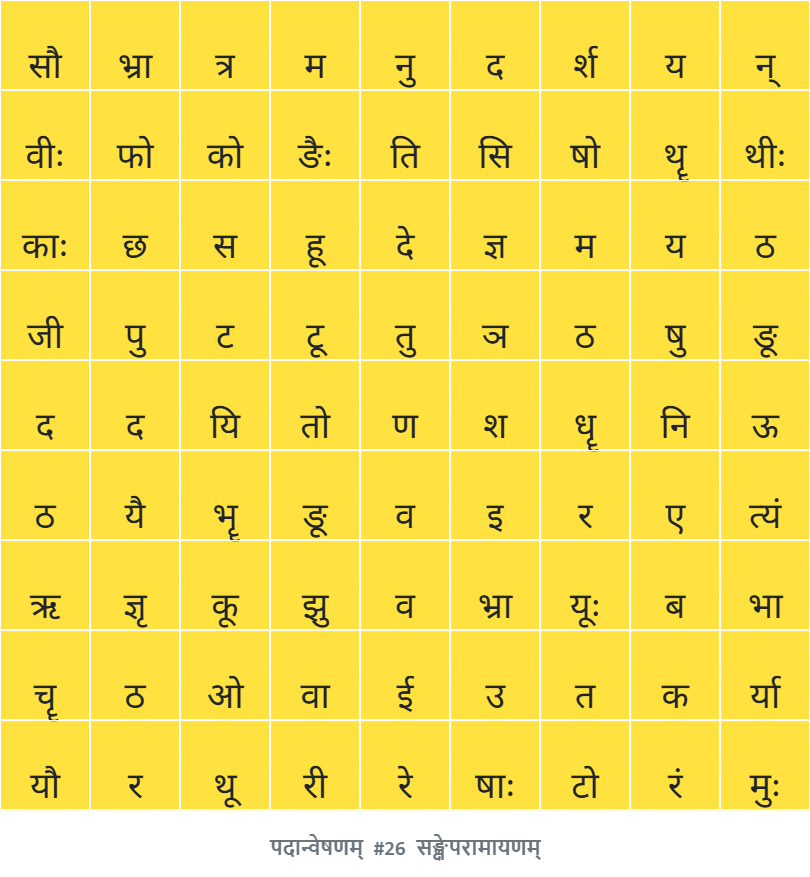 सौ भ्रा त्र म नु द र्श य न्
वीः फो को ङैः ति सि षो थॄ थीः
काः छ स हू दे ज्ञ म य ठ
जी पु ट टू तु ञ ठ षु ङू
द द यि तो ण श धॄ नि ऊ
ठ यै भॄ ङू व इ र ए त्यं
ऋ ज्ञृ कू झु व भ्रा यूः ब भा
चॄ ठ ओ वा ई उ त क र्या
यौ र थू री रे षाः टो रं मुः
पदान्वेषणम् #26 सङ्क्षेपरामायणम्